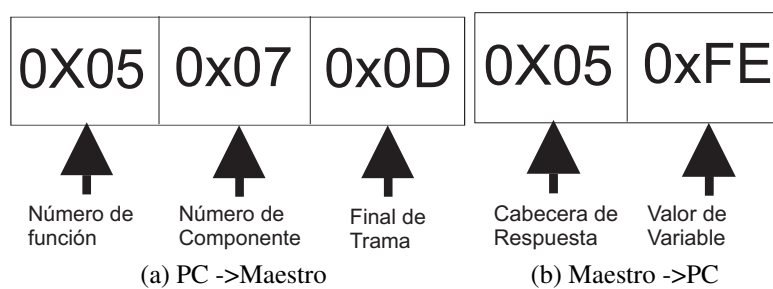 0X05 0x07 0x0D 0X05 0xFE
Número de función
Número de Componente
Final de Trama
Cabecera de Respuesta
Valor de Variable
(a) PC ->Maestro
(b) Maestro ->PC